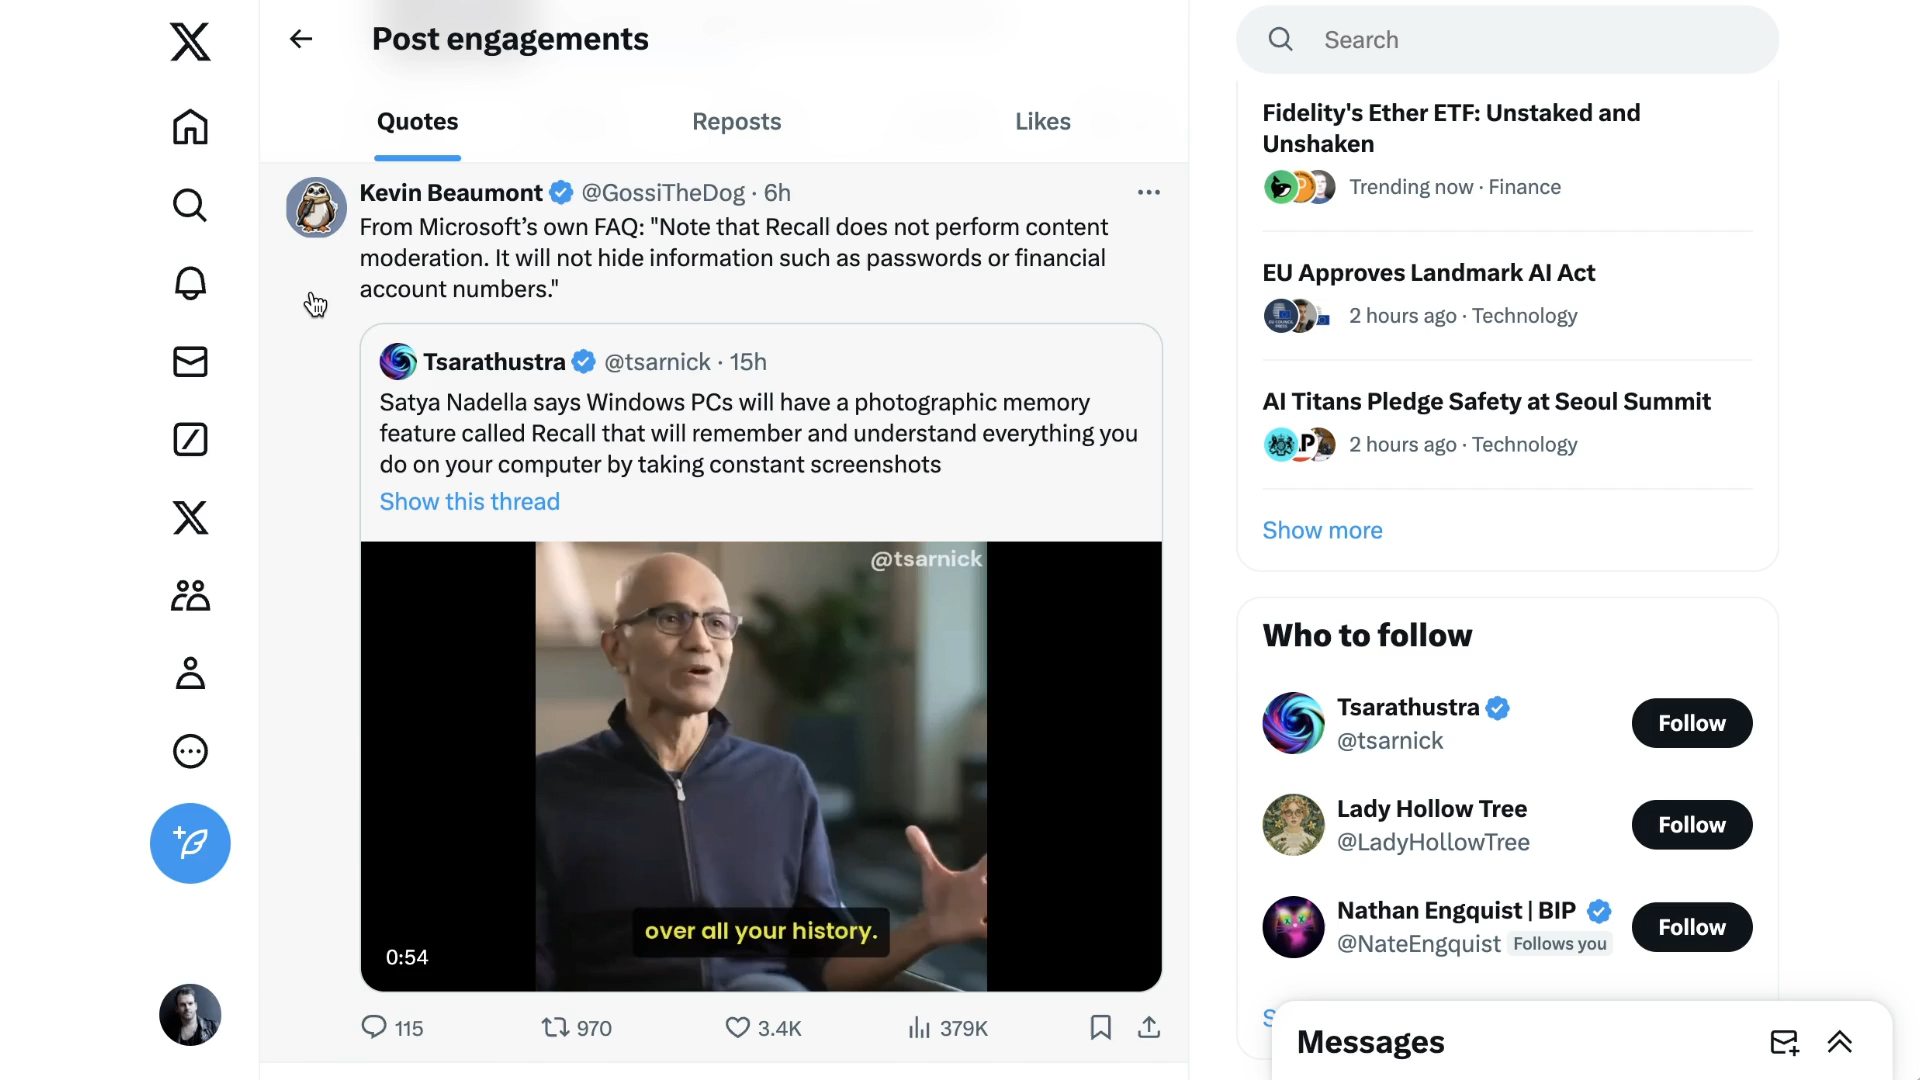 Post engagements
Quotes
Reposts
Likes
Kevin Beaumont @GossiTheDog · 6h
From Microsoft’s own FAQ: "Note that Recall does not perform content
moderation. It will not hide information such as passwords or financial
account numbers."
Tsarathustra @tsarnick · 15h
Satya Nadella says Windows PCs will have a photographic memory
feature called Recall that will remember and understand everything you
do on your computer by taking constant screenshots
Show this thread
@tsarnick
over all your history.
0:54
115
970
3.4K
379K
Search
Fidelity's Ether ETF: Unstaked and
Unshaken
Trending now · Finance
EU Approves Landmark AI Act
2 hours ago · Technology
AI Titans Pledge Safety at Seoul Summit
2 hours ago · Technology
Show more
Who to follow
Tsarathustra
@tsarnick
Follow
Lady Hollow Tree
@LadyHollowTree
Follow
Nathan Engquist | BIP
@NateEngquist Follows you
Follow
Messages